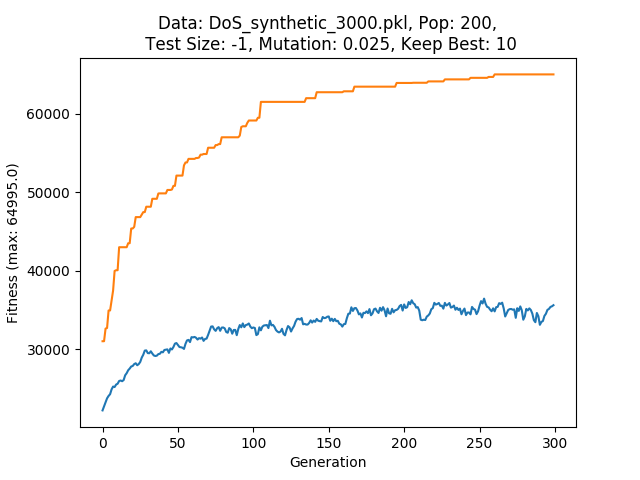 Data: DoS_synthetic_3000.pkl, Pop: 200,
Test Size: -1, Mutation: 0.025, Keep Best: 10
Fitness (max: 64995.0)
60000
50000
40000
30000
0 50 100 150 200 250 300
Generation